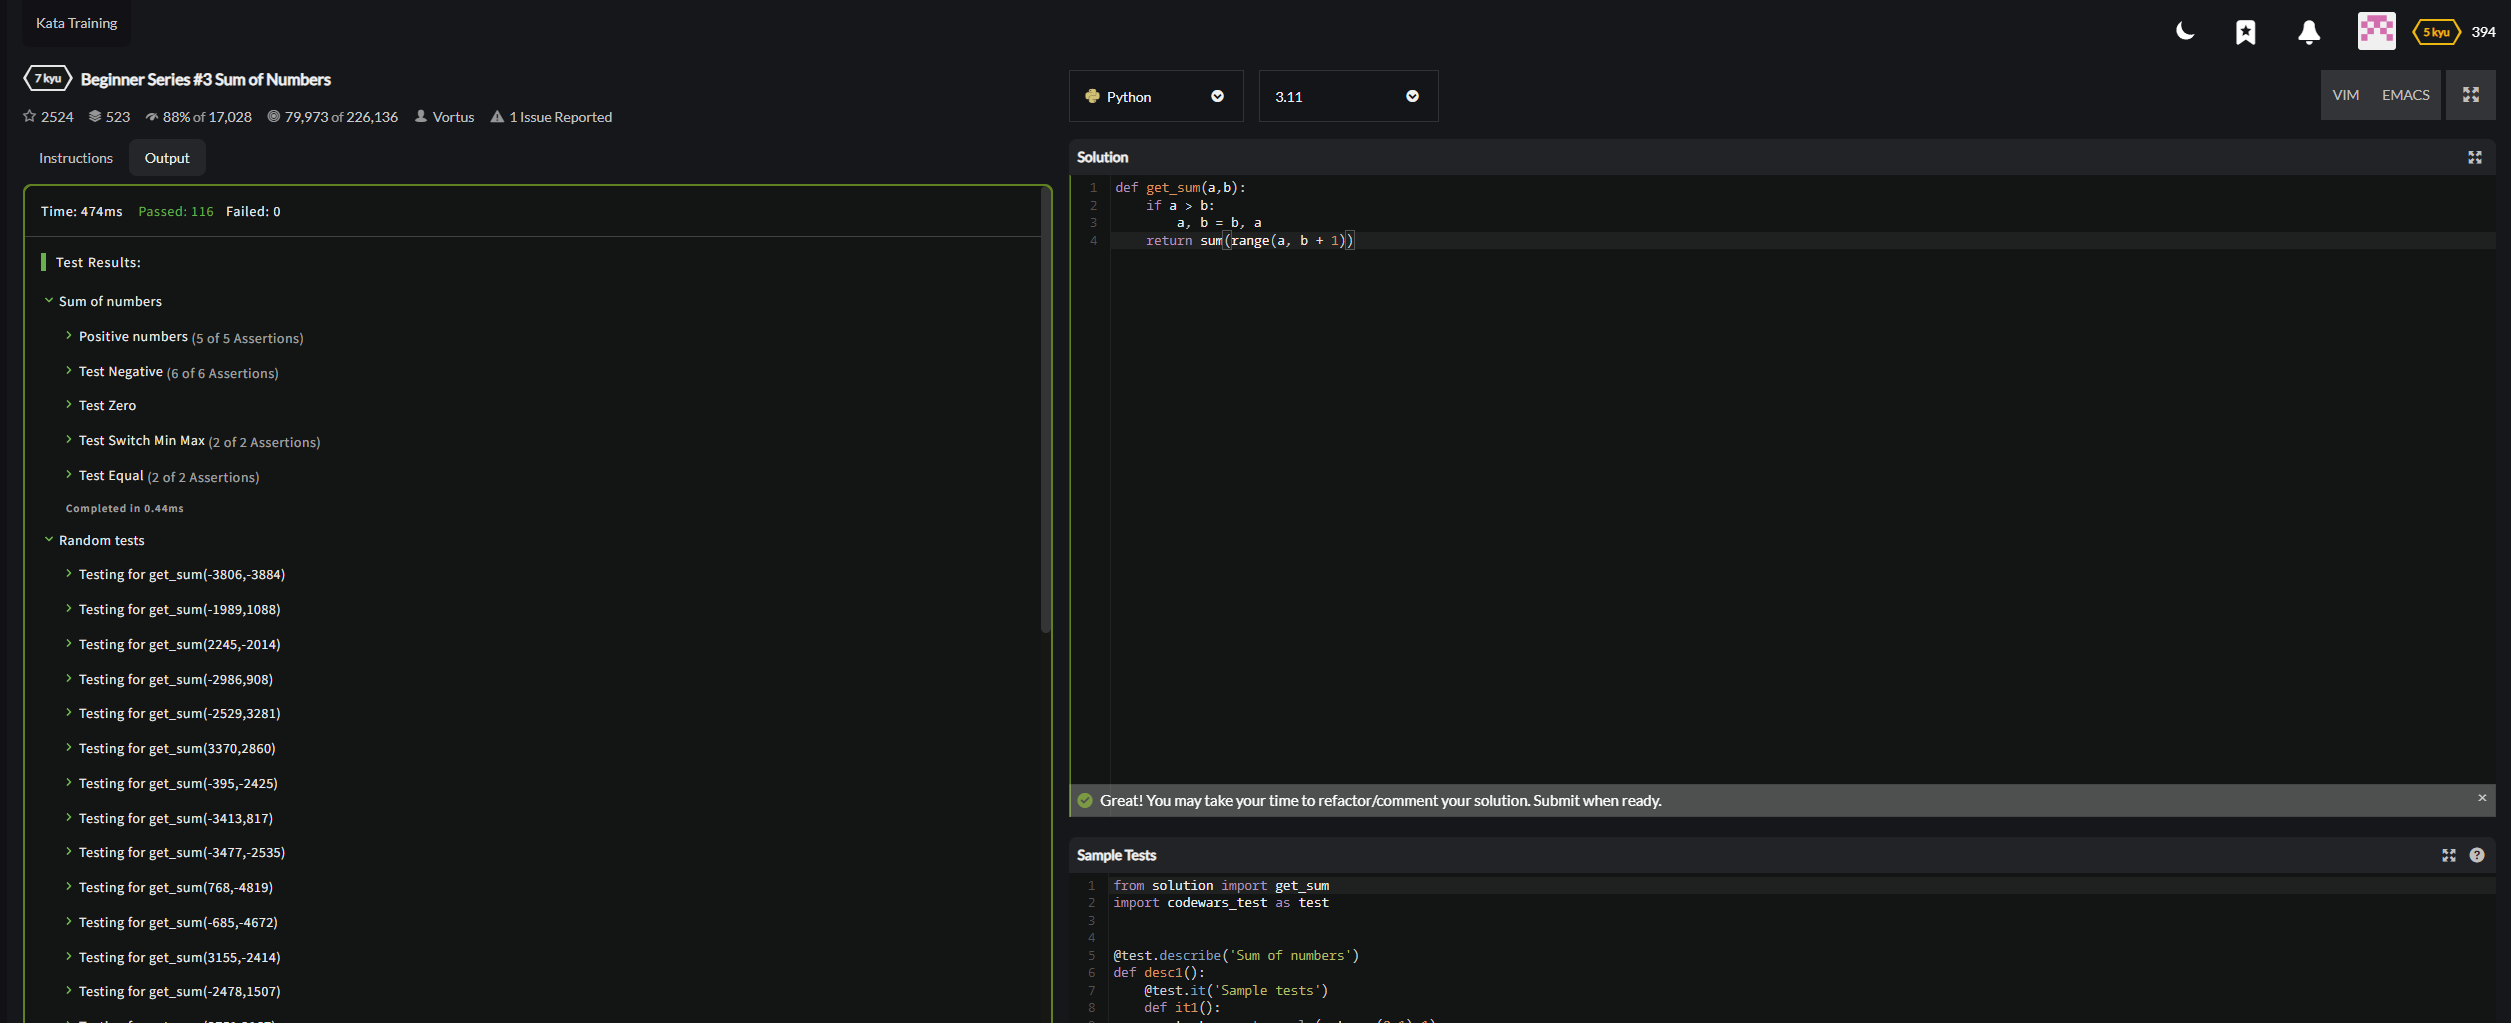 Kata Training
5 kyu 394
7 kyu Beginner Series #3 Sum of Numbers
2524 523 88% of 17,028 79,973 of 226,136 Vortus 1 Issue Reported
Instructions Output
Time: 474ms Passed: 116 Failed: 0
Test Results:
Sum of numbers
Positive numbers (5 of 5 Assertions)
Test Negative (6 of 6 Assertions)
Test Zero
Test Switch Min Max (2 of 2 Assertions)
Test Equal (2 of 2 Assertions)
Completed in 0.44ms
Random tests
Testing for get_sum(-3806,-3884)
Testing for get_sum(-1989,1088)
Testing for get_sum(2245,-2014)
Testing for get_sum(-2986,908)
Testing for get_sum(-2529,3281)
Testing for get_sum(3370,2860)
Testing for get_sum(-395,-2425)
Testing for get_sum(-3413,817)
Testing for get_sum(-3477,-2535)
Testing for get_sum(768,-4819)
Testing for get_sum(-685,-4672)
Testing for get_sum(3155,-2414)
Testing for get_sum(-2478,1507)
Python 3.11
VIM EMACS
Solution
1 def get_sum(a,b):
2 if a > b:
3 a, b = b, a
4 return sum(range(a, b + 1))
Great! You may take your time to refactor/comment your solution. Submit when ready.
Sample Tests
1 from solution import get_sum
2 import codewars_test as test
3
4
5 @test.describe('Sum of numbers')
6 def desc1():
7 @test.it('Sample tests')
8 def it1():